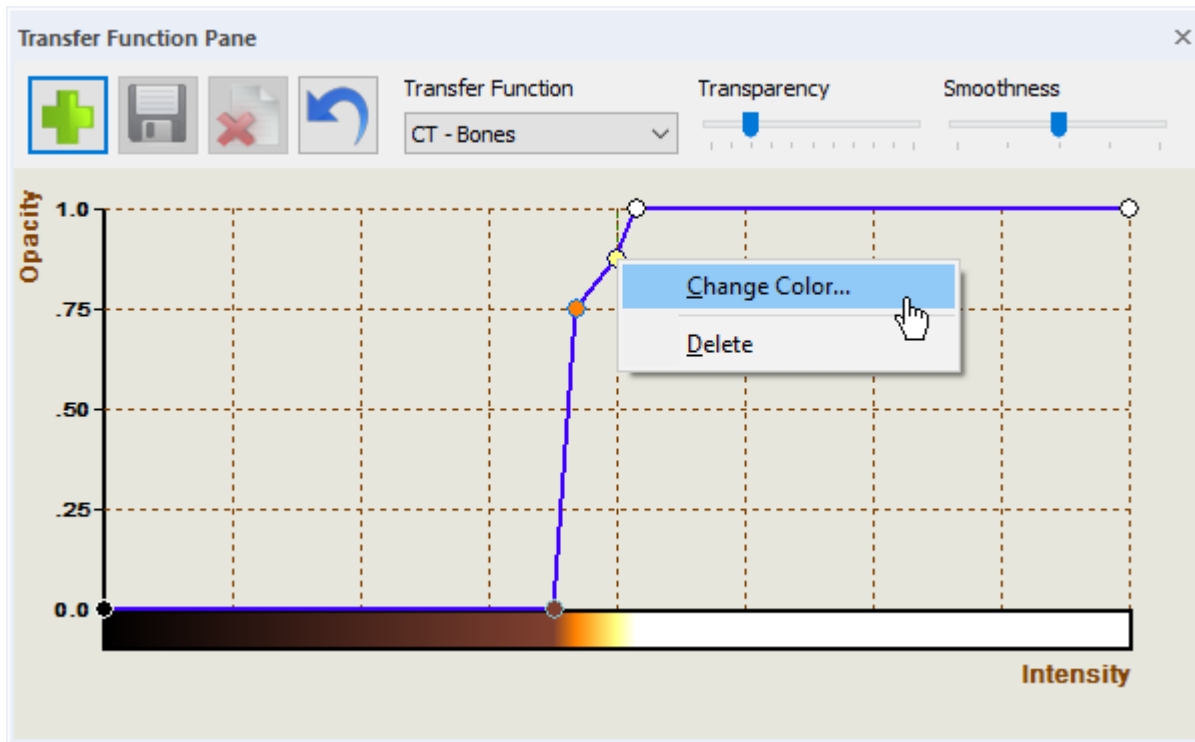 Transfer Function Pane
Transfer Function
Transparency
Smoothness
CT - Bones
Opacity
1.0
Change Color...
.75
Delete
.50
.25
0.0
Intensity